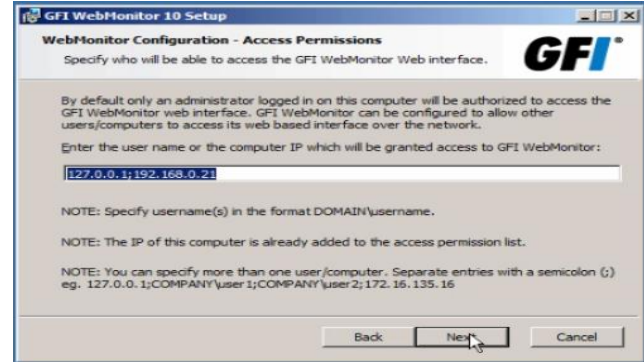 GFI WebMonitor 10 Setup
WebMonitor Configuration - Access Permissions
Specify who will be able to access the GFI WebMonitor Web interface.
GFI
By default only an administrator logged in on this computer will be authorized to access the
GFI WebMonitor web interface. GFI WebMonitor can be configured to allow other
users/computers to access its web based interface over the network.
Enter the user name or the computer IP which will be granted access to GFI WebMonitor:
127.0.0.1;192.168.0.21
NOTE: Specify username(s) in the format DOMAIN\username.
NOTE: The IP of this computer is already added to the access permission list.
NOTE: You can specify more than one user/computer. Separate entries with a semicolon (;)
eg. 127.0.0.1;COMPANY\user1;COMPANY\user2;172.16.135.16
Back Next Cancel